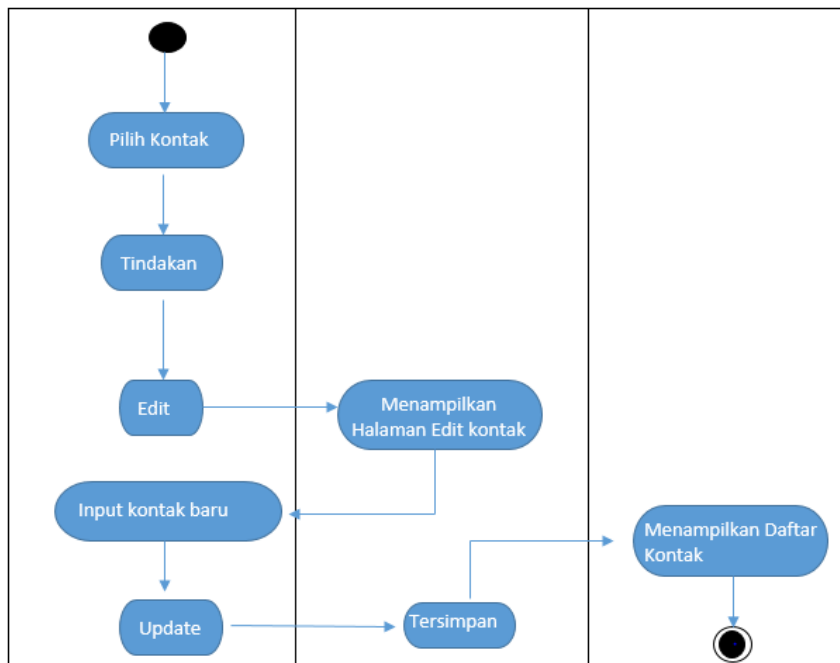 Pilih Kontak
Tindakan
Edit
Menampilkan
Halaman Edit kontak
Input kontak baru
Menampilkan Daftar
Kontak
Update
Tersimpan